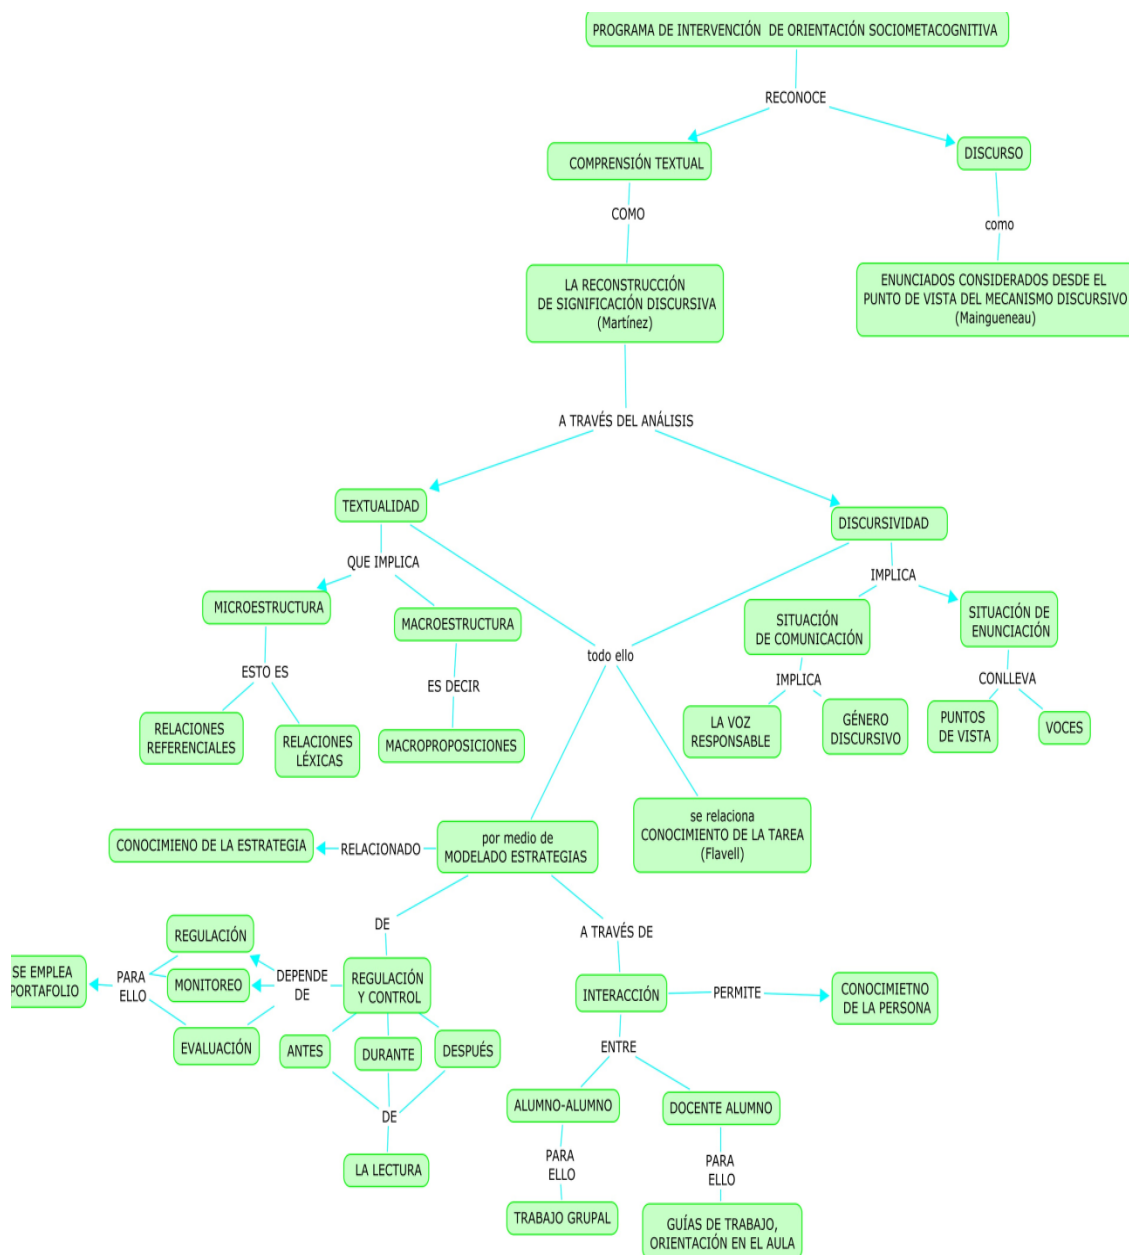 PROGRAMA DE INTERVENCIÓN DE ORIENTACIÓN SOCIOMETACOGNITIVA
RECONOCE
COMPRENSIÓN TEXTUAL
DISCURSO
COMO
como
LA RECONSTRUCCIÓN
DE SIGNIFICACIÓN DISCURSIVA
(Martínez)
ENUNCIADOS CONSIDERADOS DESDE EL
PUNTO DE VISTA DEL MECANISMO DISCURSIVO
(Maingueneau)
A TRAVÉS DEL ANÁLISIS
TEXTUALIDAD
DISCURSIVIDAD
QUE IMPLICA
IMPLICA
MICROESTRUCTURA
MACROESTRUCTURA
SITUACIÓN
DE COMUNICACIÓN
SITUACIÓN DE
ENUNCIACIÓN
todo ello
ESTO ES
ES DECIR
IMPLICA
CONLLEVA
RELACIONES
REFERENCIALES
RELACIONES
LÉXICAS
MACROPROPOSICIONES
LA VOZ
RESPONSABLE
GÉNERO
DISCURSIVO
PUNTOS
DE VISTA
VOCES
CONOCIMIENO DE LA ESTRATEGIA
RELACIONADO
por medio de
MODELADO ESTRATEGIAS
se relaciona
CONOCIMIENTO DE LA TAREA
(Flavell)
DE
A TRAVÉS DE
REGULACIÓN
SE EMPLEA
PORTAFOLIO
PARA
ELLO
MONITOREO
DEPENDE
DE
REGULACIÓN
Y CONTROL
INTERACCIÓN
PERMITE
CONOCIMIETNO
DE LA PERSONA
EVALUACIÓN
ANTES
DURANTE
DESPUÉS
ENTRE
DE
ALUMNO-ALUMNO
DOCENTE ALUMNO
LA LECTURA
PARA
ELLO
PARA
ELLO
TRABAJO GRUPAL
GUÍAS DE TRABAJO,
ORIENTACIÓN EN EL AULA